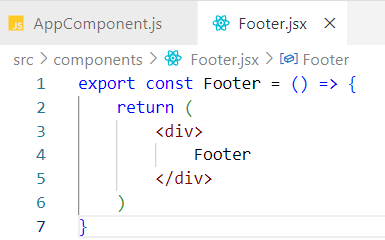 JS AppComponent.js Footer.jsx ×
src > components > Footer.jsx > Footer
1 export const Footer = () => {
2     return (
3         <div>
4             Footer
5         </div>
6     )
7 }